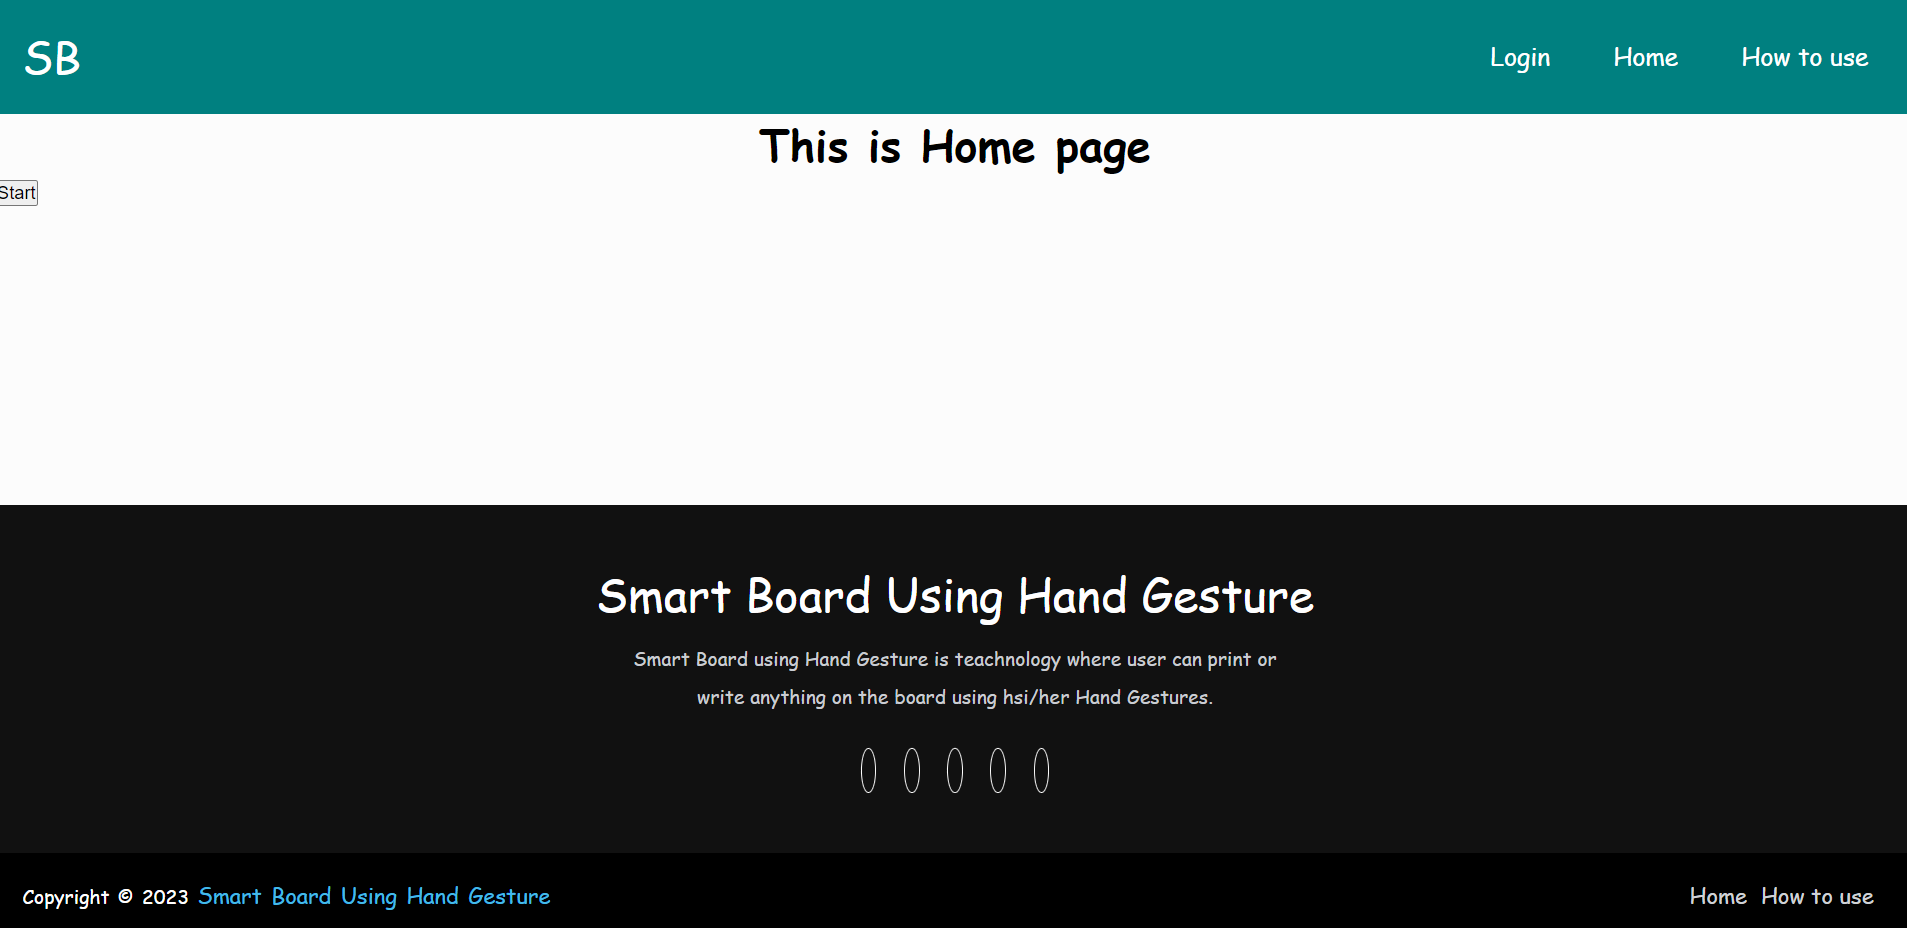 SB
Login Home How to use
This is Home page
Start
Smart Board Using Hand Gesture
Smart Board using Hand Gesture is teachnology where user can print or
write anything on the board using hsi/her Hand Gestures.
Copyright © 2023 Smart Board Using Hand Gesture
Home How to use